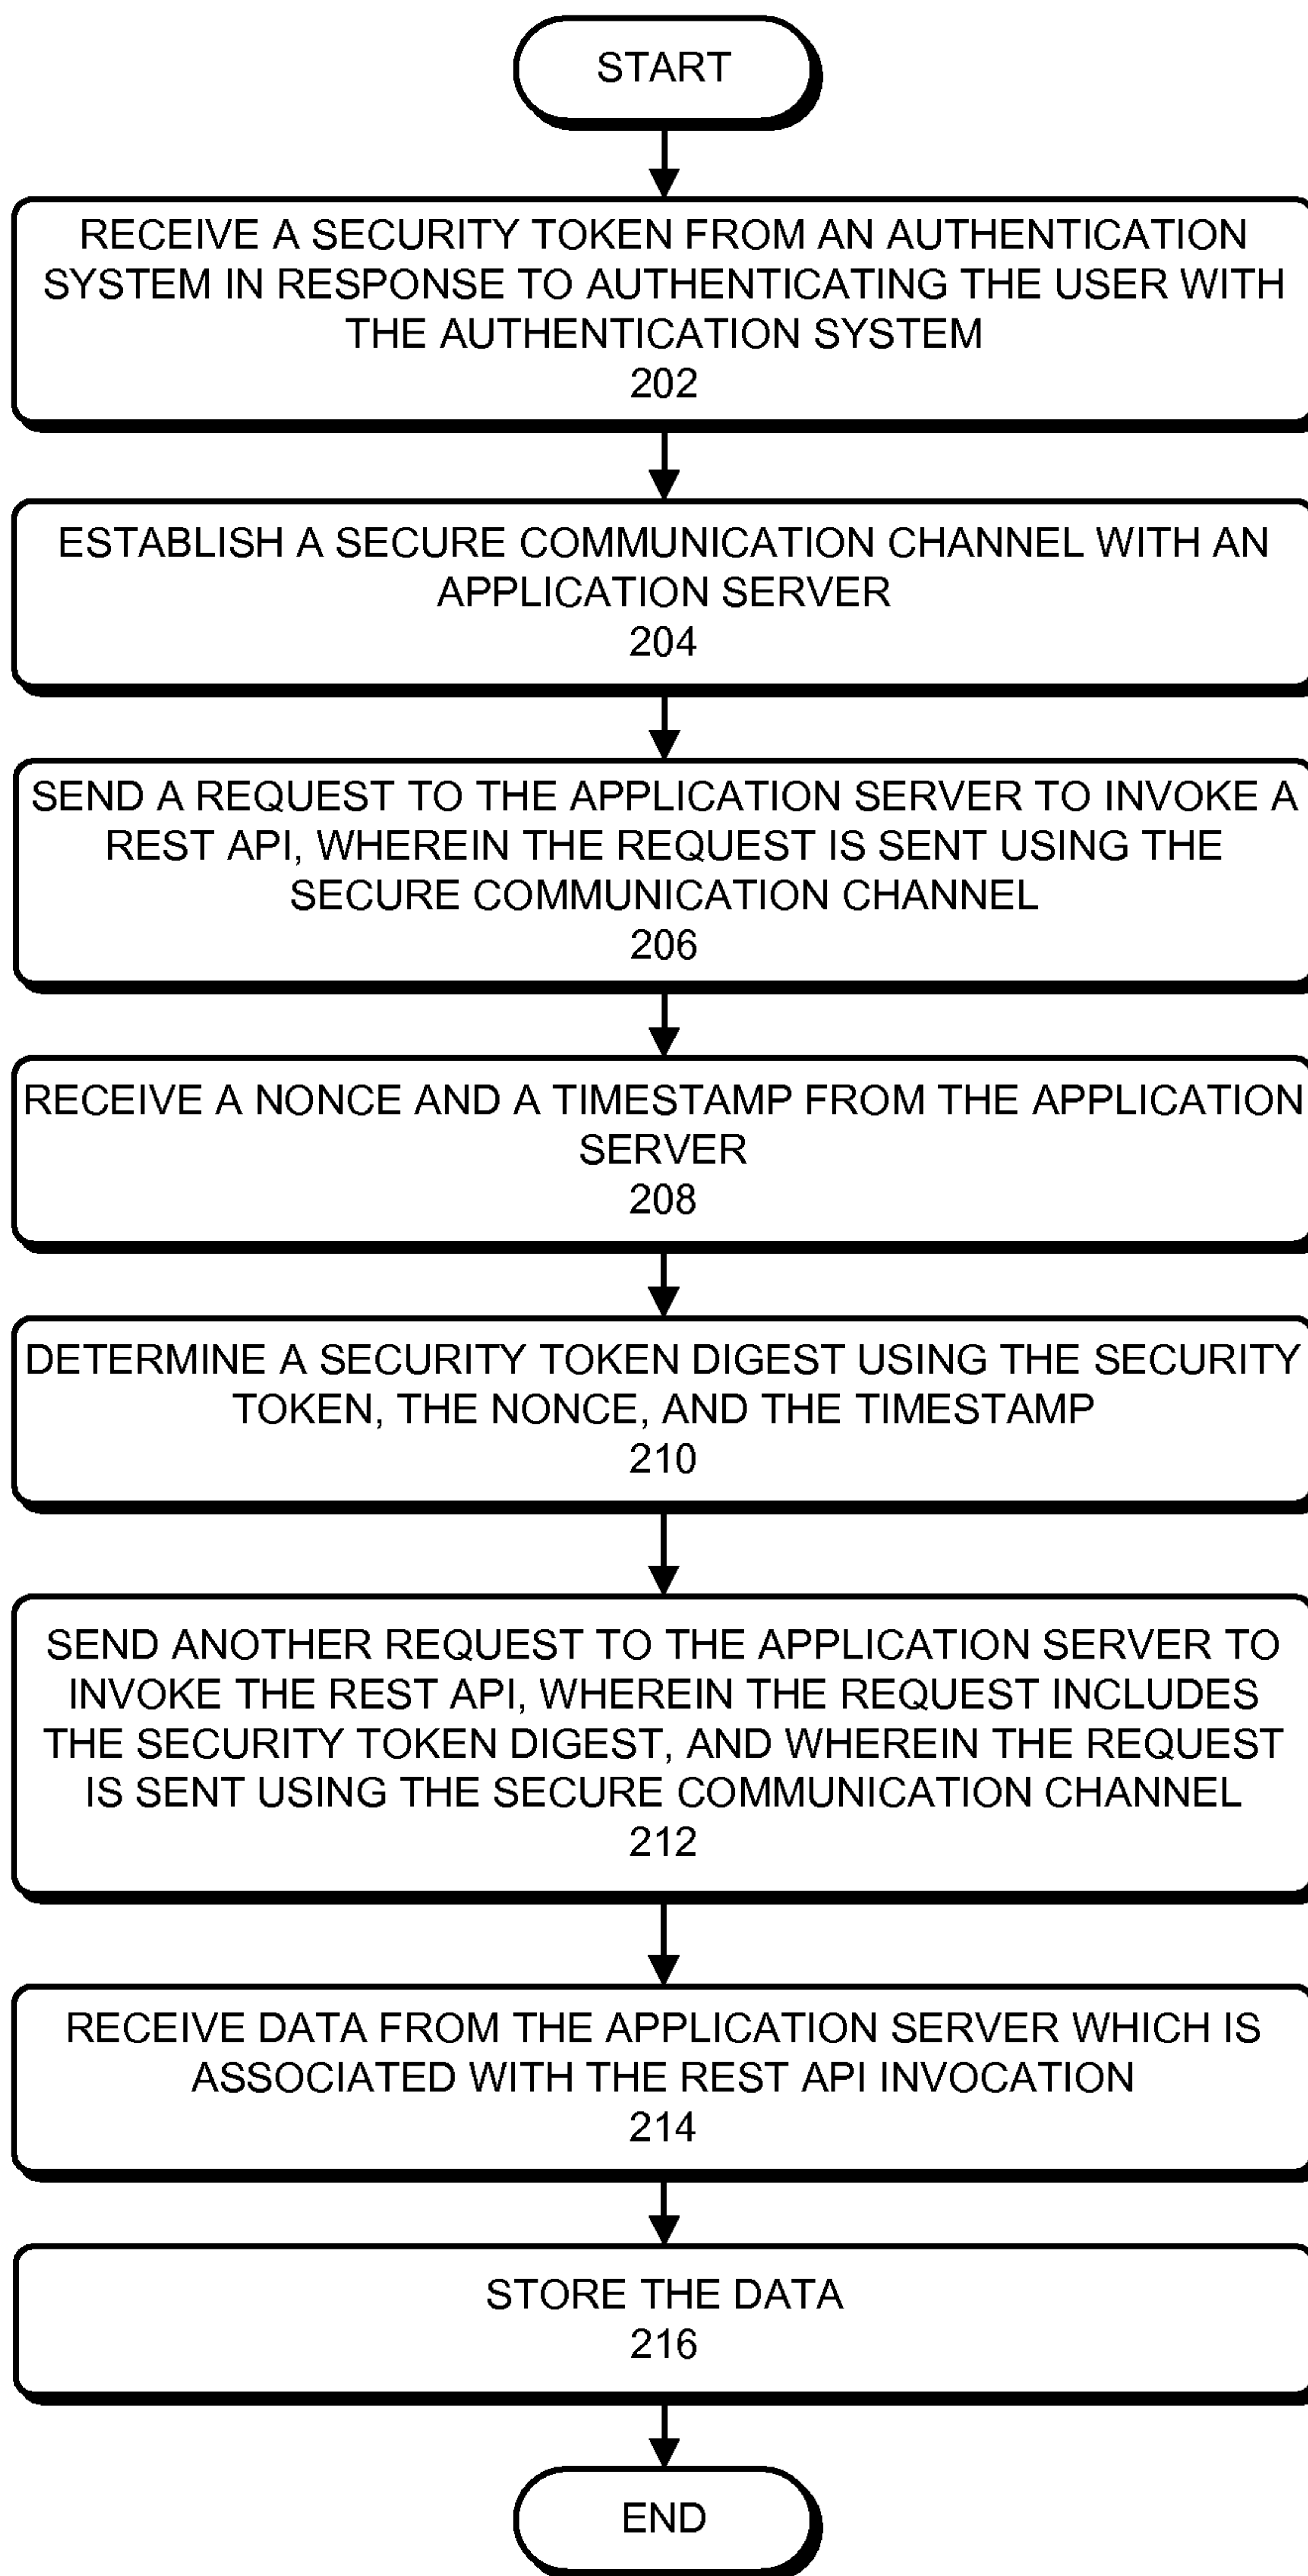 START
RECEIVE A SECURITY TOKEN FROM AN AUTHENTICATION
SYSTEM IN RESPONSE TO AUTHENTICATING THE USER WITH
THE AUTHENTICATION SYSTEM
202
ESTABLISH A SECURE COMMUNICATION CHANNEL WITH AN
APPLICATION SERVER
204
SEND A REQUEST TO THE APPLICATION SERVER TO INVOKE A
REST API, WHEREIN THE REQUEST IS SENT USING THE
SECURE COMMUNICATION CHANNEL
206
RECEIVE A NONCE AND A TIMESTAMP FROM THE APPLICATION
SERVER
208
DETERMINE A SECURITY TOKEN DIGEST USING THE SECURITY
TOKEN, THE NONCE, AND THE TIMESTAMP
210
SEND ANOTHER REQUEST TO THE APPLICATION SERVER TO
INVOKE THE REST API, WHEREIN THE REQUEST INCLUDES
THE SECURITY TOKEN DIGEST, AND WHEREIN THE REQUEST
IS SENT USING THE SECURE COMMUNICATION CHANNEL
212
RECEIVE DATA FROM THE APPLICATION SERVER WHICH IS
ASSOCIATED WITH THE REST API INVOCATION
214
STORE THE DATA
216
END